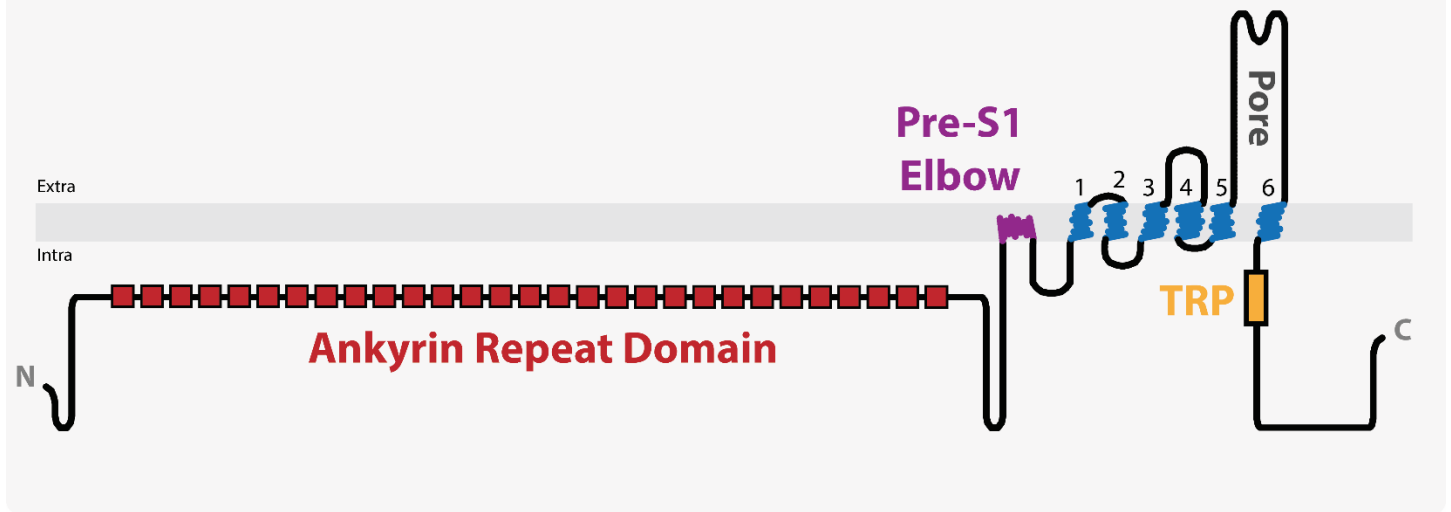 Pre-S1
Elbow
Pore
Extra
1 2 3 4 5 6
Intra
TRP
Ankyrin Repeat Domain
N
C